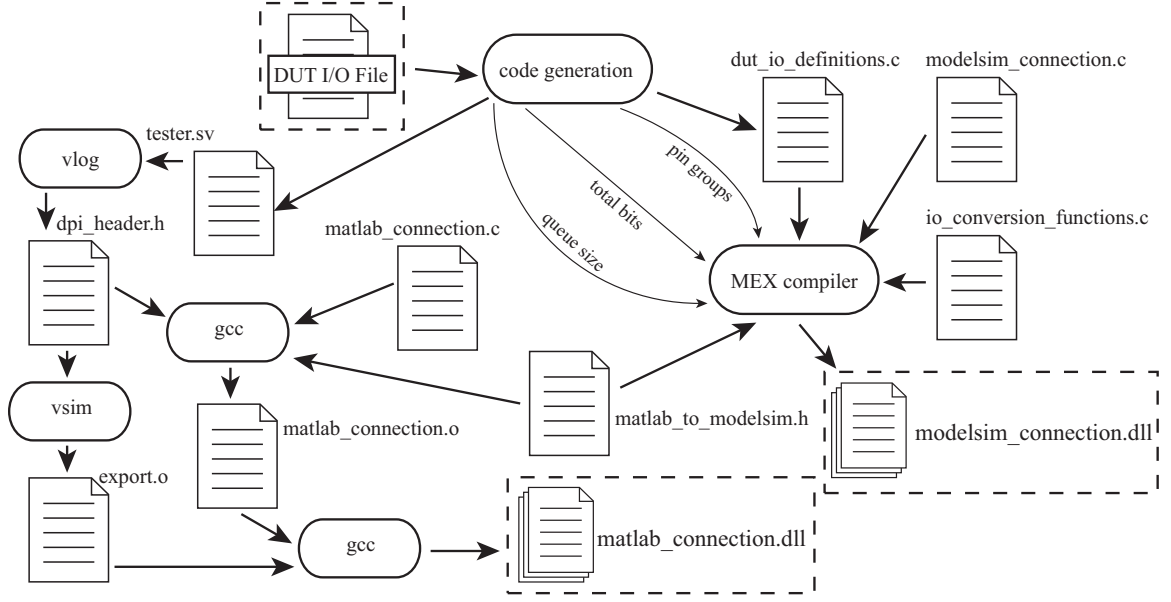 DUT I/O File
code generation
dut_io_definitions.c
modelsim_connection.c
tester.sv
vlog
pin groups
total bits
queue size
dpi_header.h
matlab_connection.c
io_conversion_functions.c
MEX compiler
gcc
vsim
matlab_connection.o
matlab_to_modelsim.h
modelsim_connection.dll
export.o
gcc
matlab_connection.dll